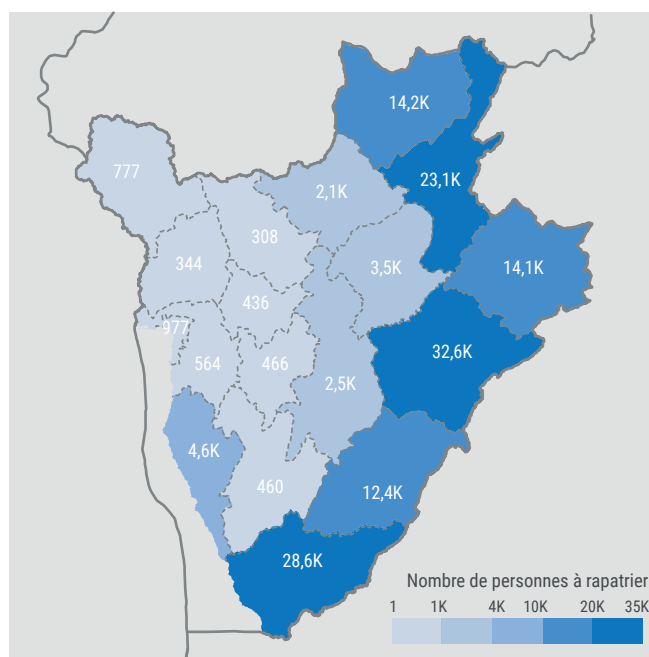 14,2K
777
23,1K
2,1K
308
344
3,5K
14,1K
436
977
32,6K
564
466
2,5K
4,6K
460
12,4K
28,6K
Nombre de personnes à rapatrier
1 1K 4K 10K 20K 35K